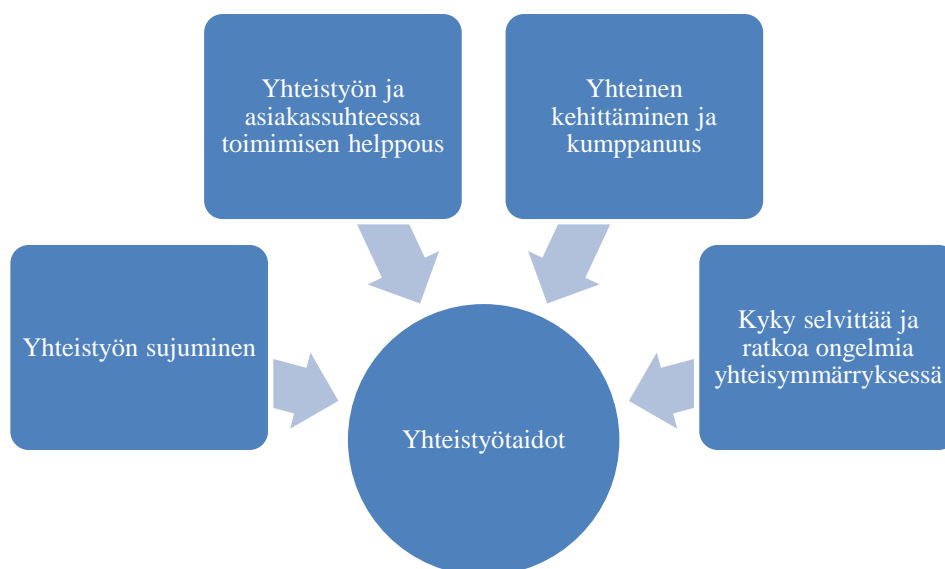 Yhteistyön ja
asiakassuhteessa
toimimisen helppous
Yhteinen
kehittäminen ja
kumppanuus
Yhteistyön sujuminen
Kyky selvittää ja
ratkoa ongelmia
yhteisymmärryksessä
Yhteistyötaidot